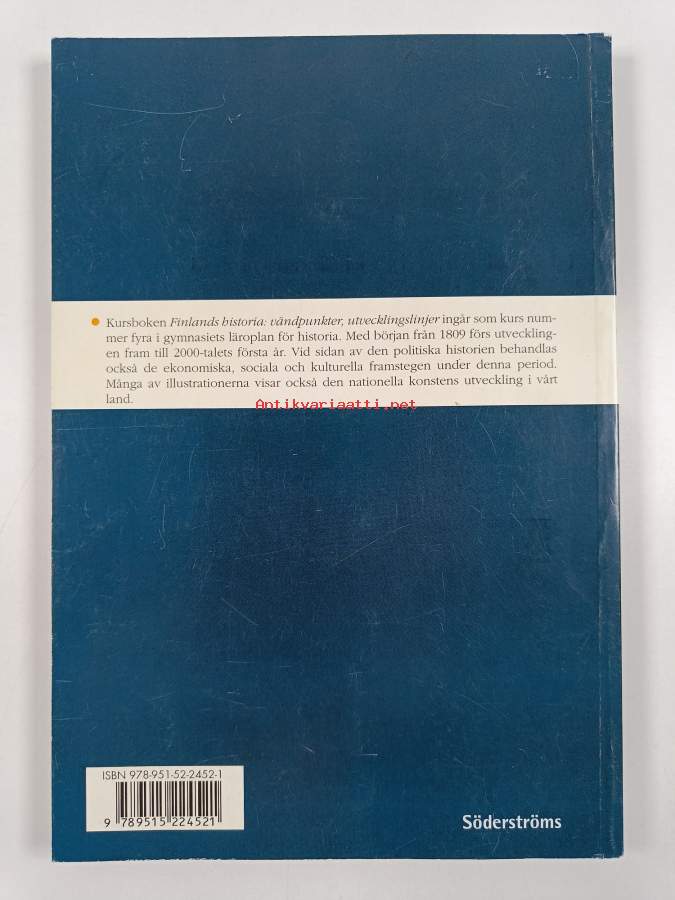 Kursboken Finlands historia: vändpunkter, utvecklingslinjer ingår som kurs num-
mer fyra i gymnasiets läroplan för historia. Med början från 1809 förs utveckling-
en fram till 2000-talets första år. Vid sidan av den politiska historien behandlas
också de ekonomiska, sociala och kulturella framstegen under denna period.
Många av illustrationerna visar också den nationella konstens utveckling i vårt
land.
Antikvariaatti.net
ISBN 978-951-52-2452-1
9 789515 224521
Söderströms